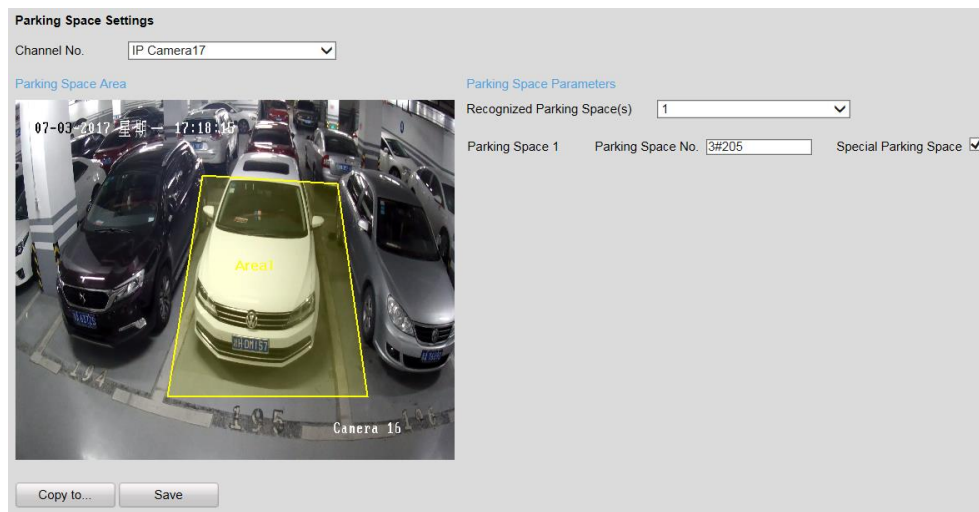 Parking Space Settings
Channel No. IP Camera17
Parking Space Area
Parking Space Parameters
Recognized Parking Space(s) 1
Parking Space 1 Parking Space No. 3#205 Special Parking Space
07-03-2017 星期一 17:18:15
Area1
194
195
Camera 16
Copy to... Save